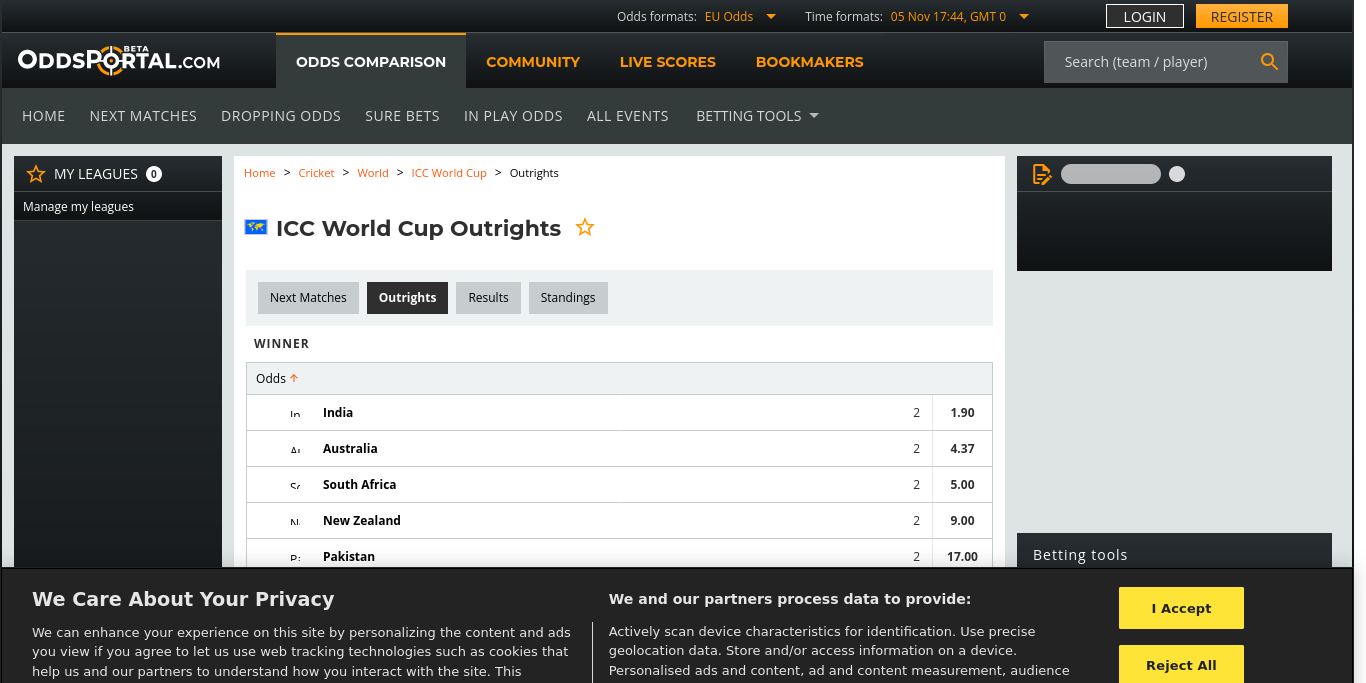 Odds formats: EU Odds Time formats: 05 Nov 17:44, GMT 0 LOGIN REGISTER
ODDSPORTAL.COM BETA ODDS COMPARISON COMMUNITY LIVE SCORES BOOKMAKERS Search (team / player)
HOME NEXT MATCHES DROPPING ODDS SURE BETS IN PLAY ODDS ALL EVENTS BETTING TOOLS
MY LEAGUES 0
Manage my leagues
Home > Cricket > World > ICC World Cup > Outrights
ICC World Cup Outrights
Next Matches Outrights Results Standings
WINNER
Odds
India 2 1.90
Australia 2 4.37
South Africa 2 5.00
New Zealand 2 9.00
Pakistan 2 17.00
Betting tools
We Care About Your Privacy
We can enhance your experience on this site by personalizing the content and ads
you view if you agree to let us use web tracking technologies such as cookies that
help us and our partners to understand how you interact with the site. This
We and our partners process data to provide:
Actively scan device characteristics for identification. Use precise
geolocation data. Store and/or access information on a device.
Personalised ads and content, ad and content measurement, audience
I Accept
Reject All